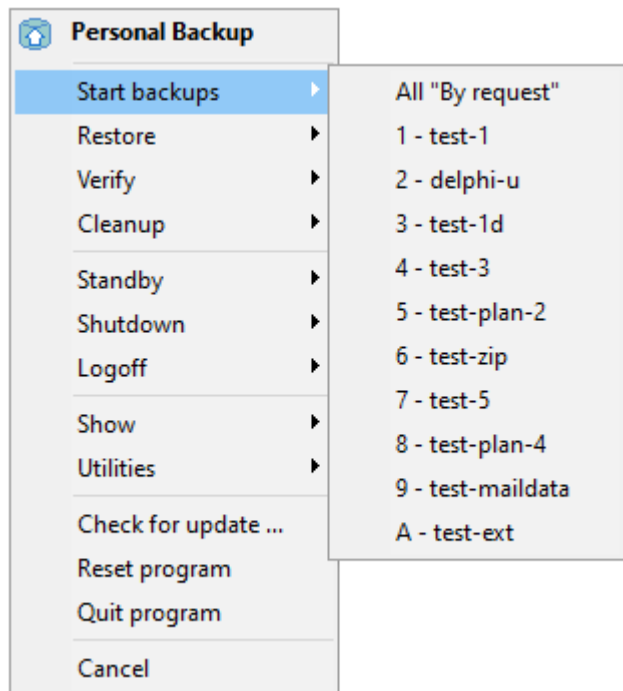 Personal Backup
Start backups
Restore
Verify
Cleanup
Standby
Shutdown
Logoff
Show
Utilities
Check for update ...
Reset program
Quit program
Cancel
All "By request"
1 - test-1
2 - delphi-u
3 - test-1d
4 - test-3
5 - test-plan-2
6 - test-zip
7 - test-5
8 - test-plan-4
9 - test-maildata
A - test-ext